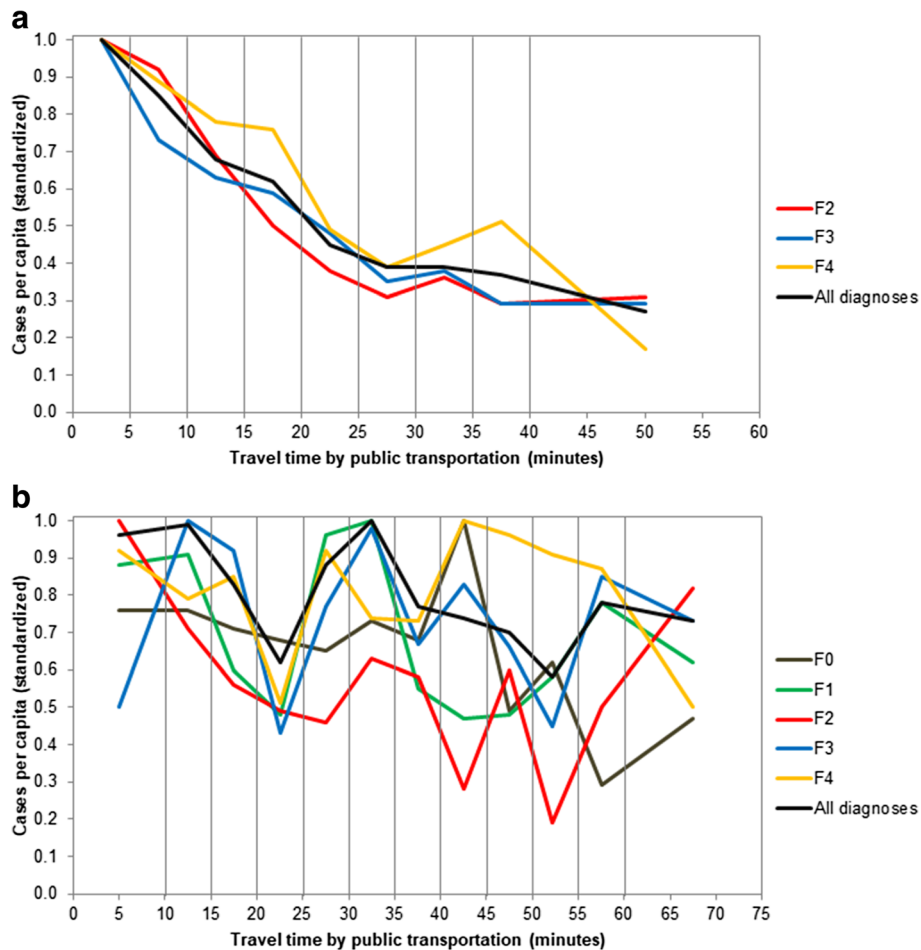 a
Cases per capita (standardized)
1.0
0.9
0.8
0.7
0.6
0.5
0.4
0.3
0.2
0.1
0.0
0 5 10 15 20 25 30 35 40 45 50 55 60
Travel time by public transportation (minutes)
F2
F3
F4
All diagnoses
b
Cases per capita (standardized)
1.0
0.9
0.8
0.7
0.6
0.5
0.4
0.3
0.2
0.1
0.0
0 5 10 15 20 25 30 35 40 45 50 55 60 65 70 75
Travel time by public transportation (minutes)
F0
F1
F2
F3
F4
All diagnoses